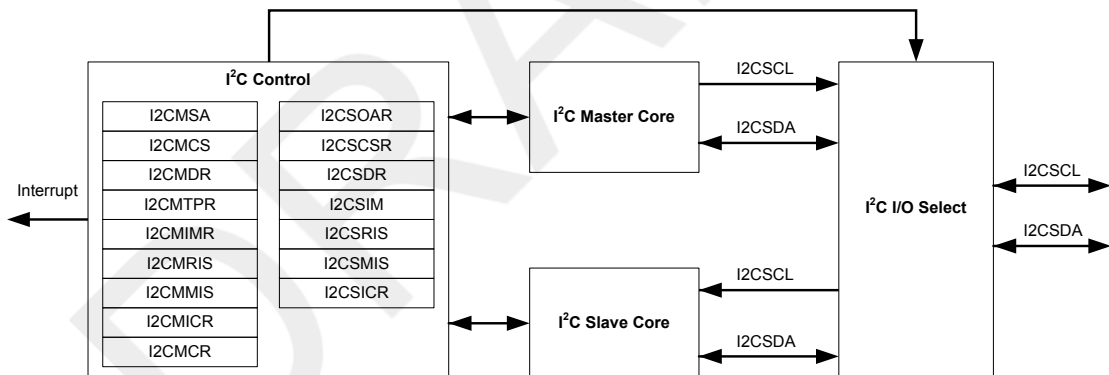 I²C Control
I2CMSA
I2CMCS
I2CMDR
I2CMTPR
I2CMIMR
I2CMRIS
I2CMMIS
I2CMICR
I2CMCR
I2CSOAR
I2CSCSR
I2CSDR
I2CSIM
I2CSRIS
I2CSMIS
I2CSICR
Interrupt
I²C Master Core
I2CSCL
I2CSDA
I²C Slave Core
I2CSCL
I2CSDA
I²C I/O Select
I2CSCL
I2CSDA